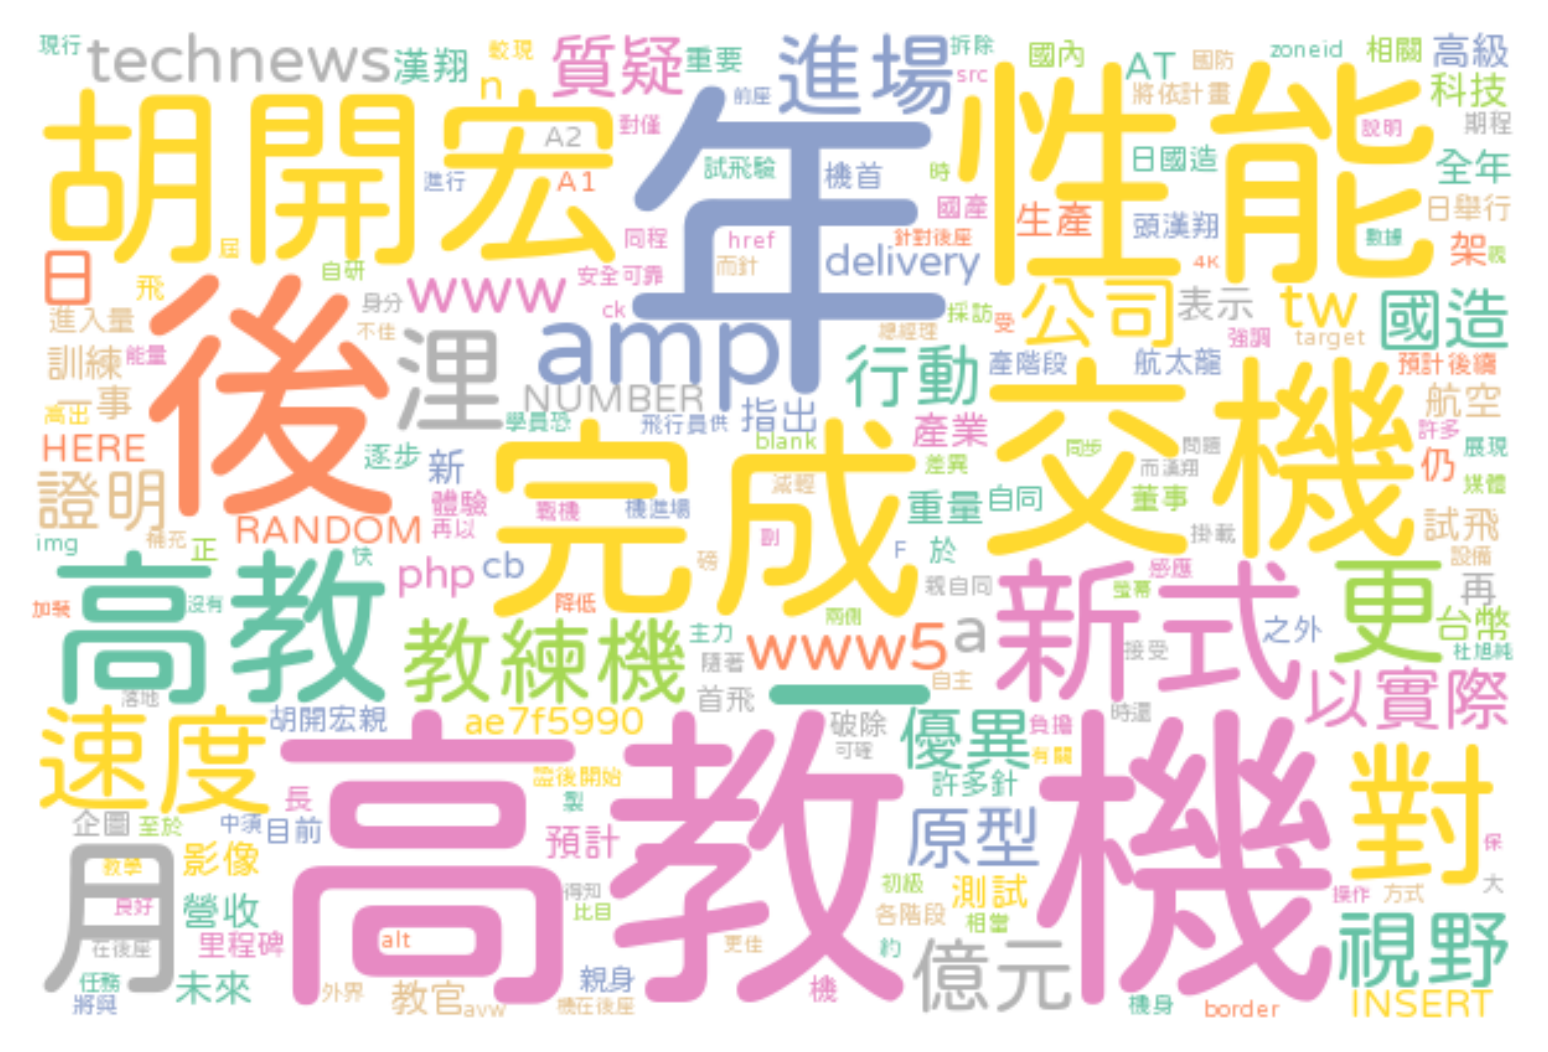 現行
technews
漢翔
較現
n
質疑
重要
進場
拆除
src
國內
AT
國防
zoneid
相關
高級
前座
將依計畫
科技
胡開宏
A2
對僅
年
性能
說明
期程
進行
A1
試飛驗
機首
時
日國造
全年
國產
生產
頭漢翔
日舉行
屆
同程
href
針對後座
數據
架
日
自研
而針
delivery
4K
飛
後
www
安全可靠
公司
表示
tw
國造
進入量
身分
ck
採訪
受
不佳
浬
amp
總經理
強調
target
訓練
能量
行動
產階段
航太龍
預計後續
一事
NUMBER
航空
高出
學員恐
飛行員供
指出
產業
交機
許多
HERE
逐步
新
blank
同步
問題
仍
展現
完成
差異
而漢翔
證明
減輕
媒體
體驗
戰機
機進場
重量
自同
董事
再以
試飛
RANDOM
副
掛載
img
補充
正
快
F
於
設備
高教
php
cb
磅
親自同
新式
感應
更
再
加裝
沒有
降低
螢幕
兩側
教練機
主力
www5
a
之外
台幣
隨著
接受
杜旭純
一
自主
落地
首飛
以實際
速度
胡開宏親
ae7f5990
破除
優異
負擔
時還
可確
有關
對
高教機
證後開始
許多針
長
製
企圖
至於
中須
目前
預計
原型
保
月
教學
影像
初級
測試
大
得知
操作
方式
良好
營收
比目
各階段
相當
視野
里程碑
alt
更佳
在後座
約
億元
任務
未來
親身
機
將與
外界
教官
avw
機在後座
機身
border
INSERT